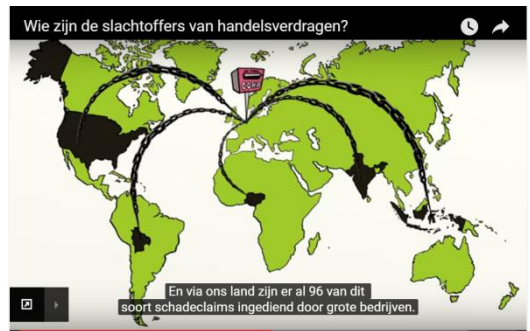 Wie zijn de slachtoffers van handelsverdragen?
En via ons land zijn er al 96 van dit
soort schadeclaims ingediend door grote bedrijven.